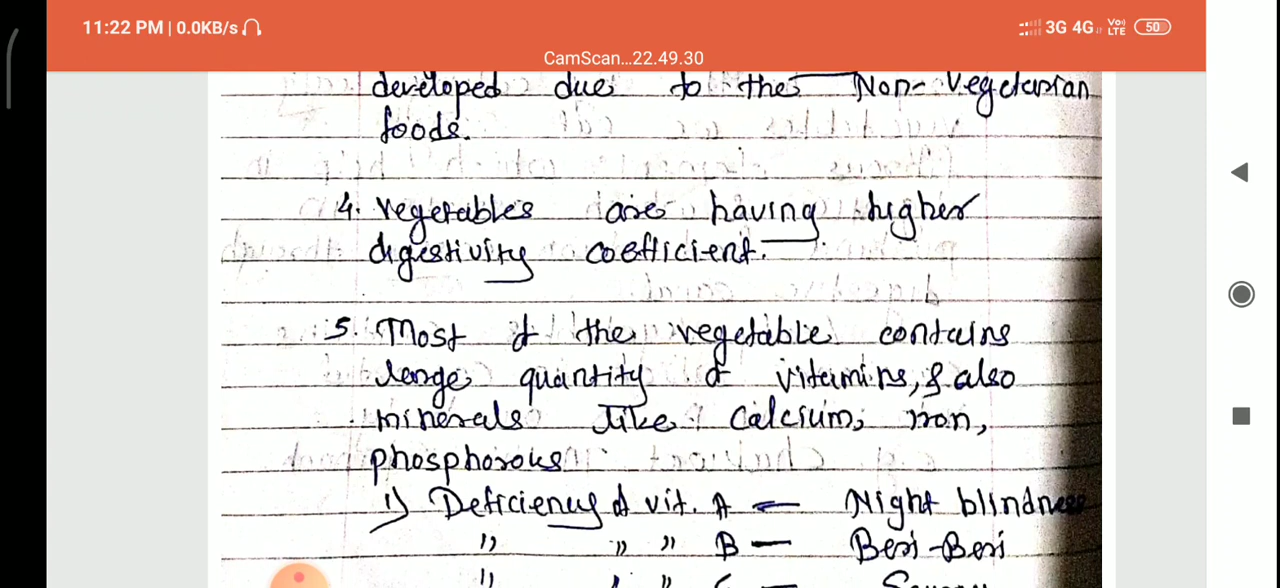 11:22 PM | 0.0KB/s 3G 4G Vo) LTE 50
CamScan...22.49.30
developed due to the Non-Vegetarian
foods.
4. Vegetables are having higher
digestivity coefficient.
5. Most of the vegetable contains
large quantity of vitamins, & also
minerals like calcium, iron,
phosphorous
1) Deficiency of vit. A — Night blindness
,, ,, ,, B — Beri-Beri
,, ,,